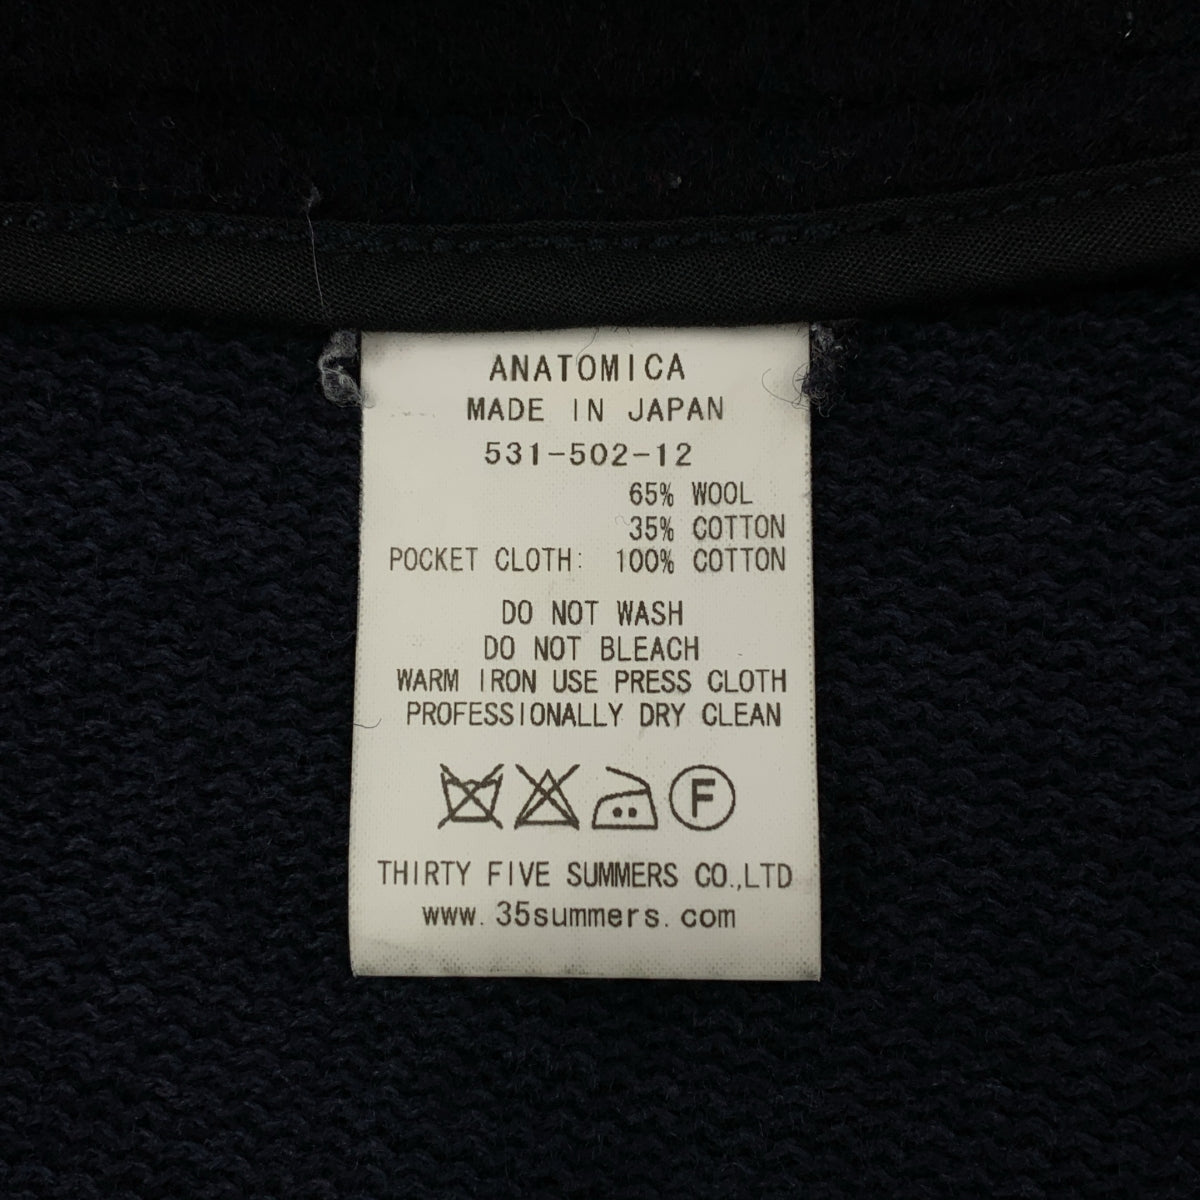 ANATOMICA
MADE IN JAPAN
531-502-12
65% WOOL
35% COTTON
POCKET CLOTH: 100% COTTON
DO NOT WASH
DO NOT BLEACH
WARM IRON USE PRESS CLOTH
PROFESSIONALLY DRY CLEAN
F
THIRTY FIVE SUMMERS CO.,LTD
www.35summers.com